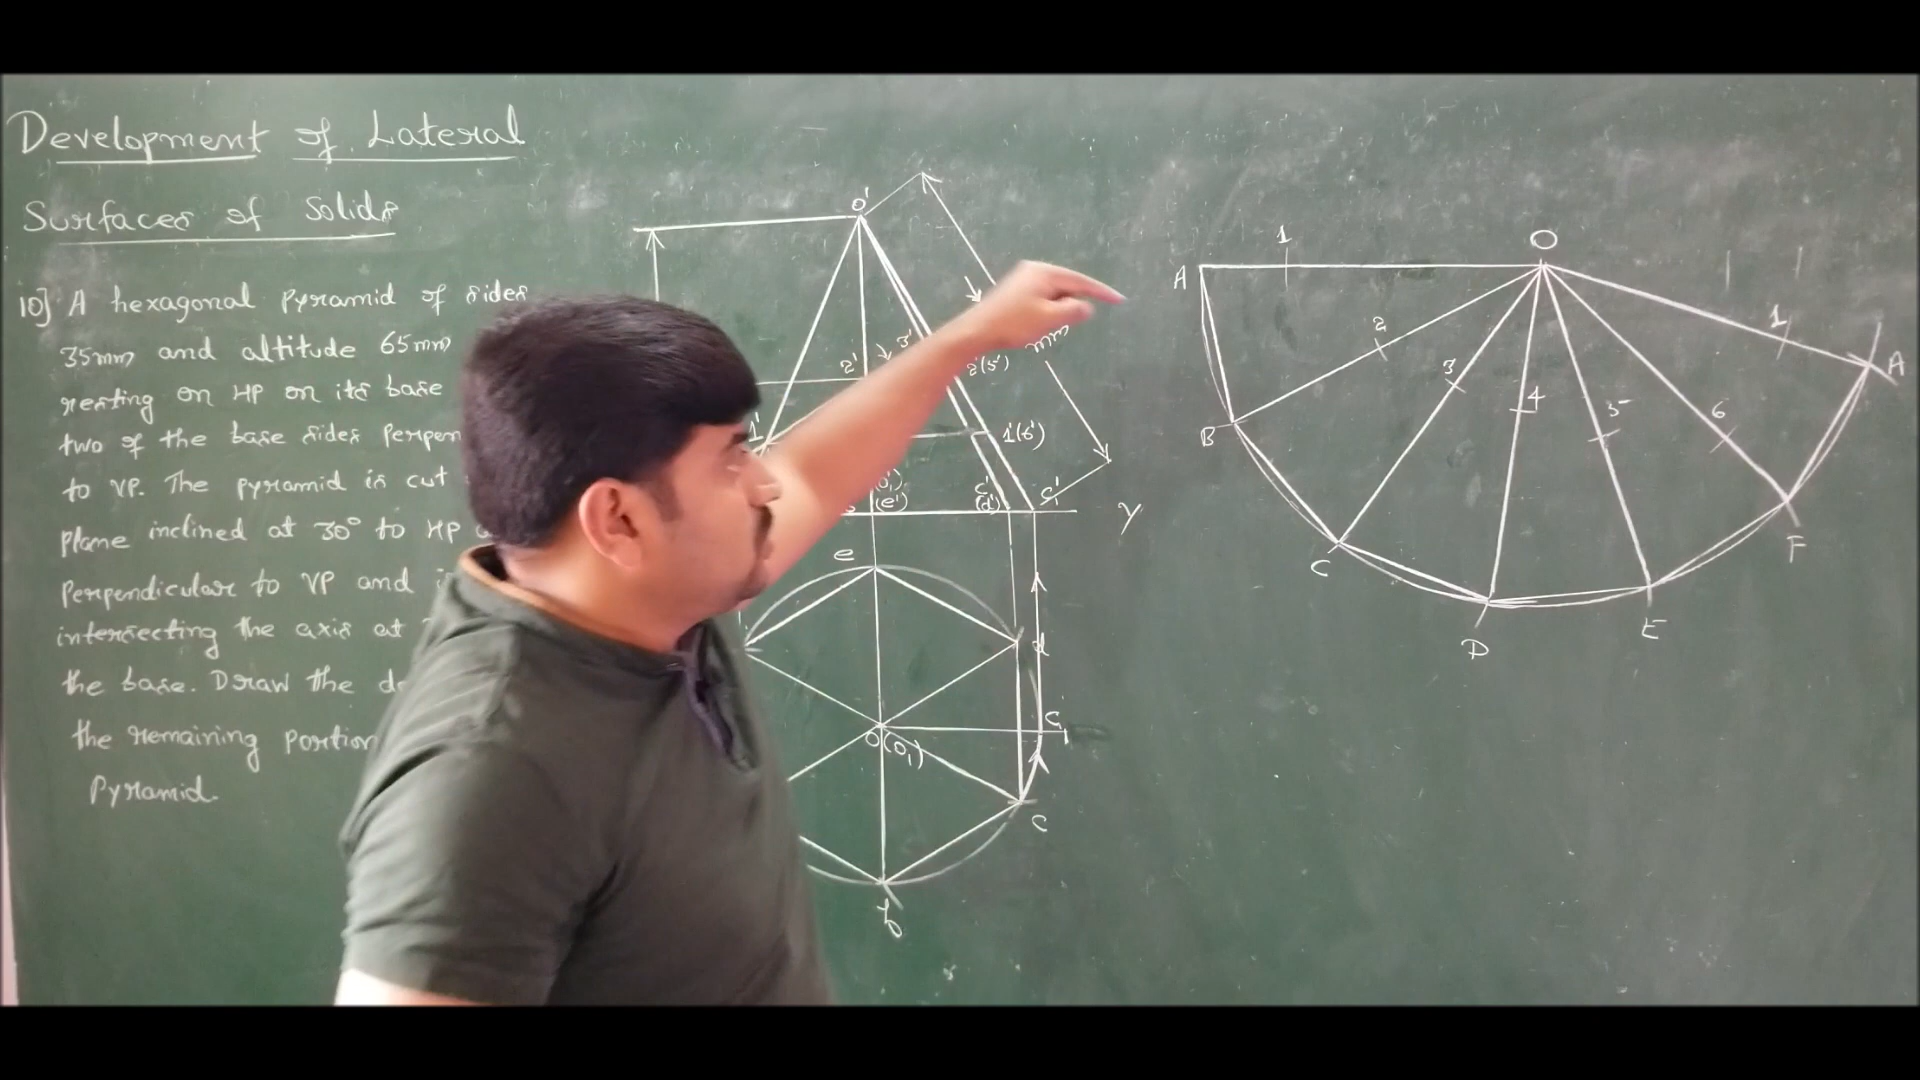 Development of Lateral
Surfaces of Solids
10] A hexagonal pyramid of sides
35mm and altitude 65mm
resting on HP on its base
two of the base sides
to VP. The pyramid is cut
plane inclined at 30° to HP
Perpendicular to VP and
intersecting the axis at
the base. Draw the
the remaining portion
Pyramid.
o'
2'
3'
2'(5')
mm
1'
1'(6')
(e')
c'
(d')
c₁'
y
e
d
o(o₁)
c₁
c
b
O
1
A
2
3
4
5
6
1
A
B
C
D
E
F